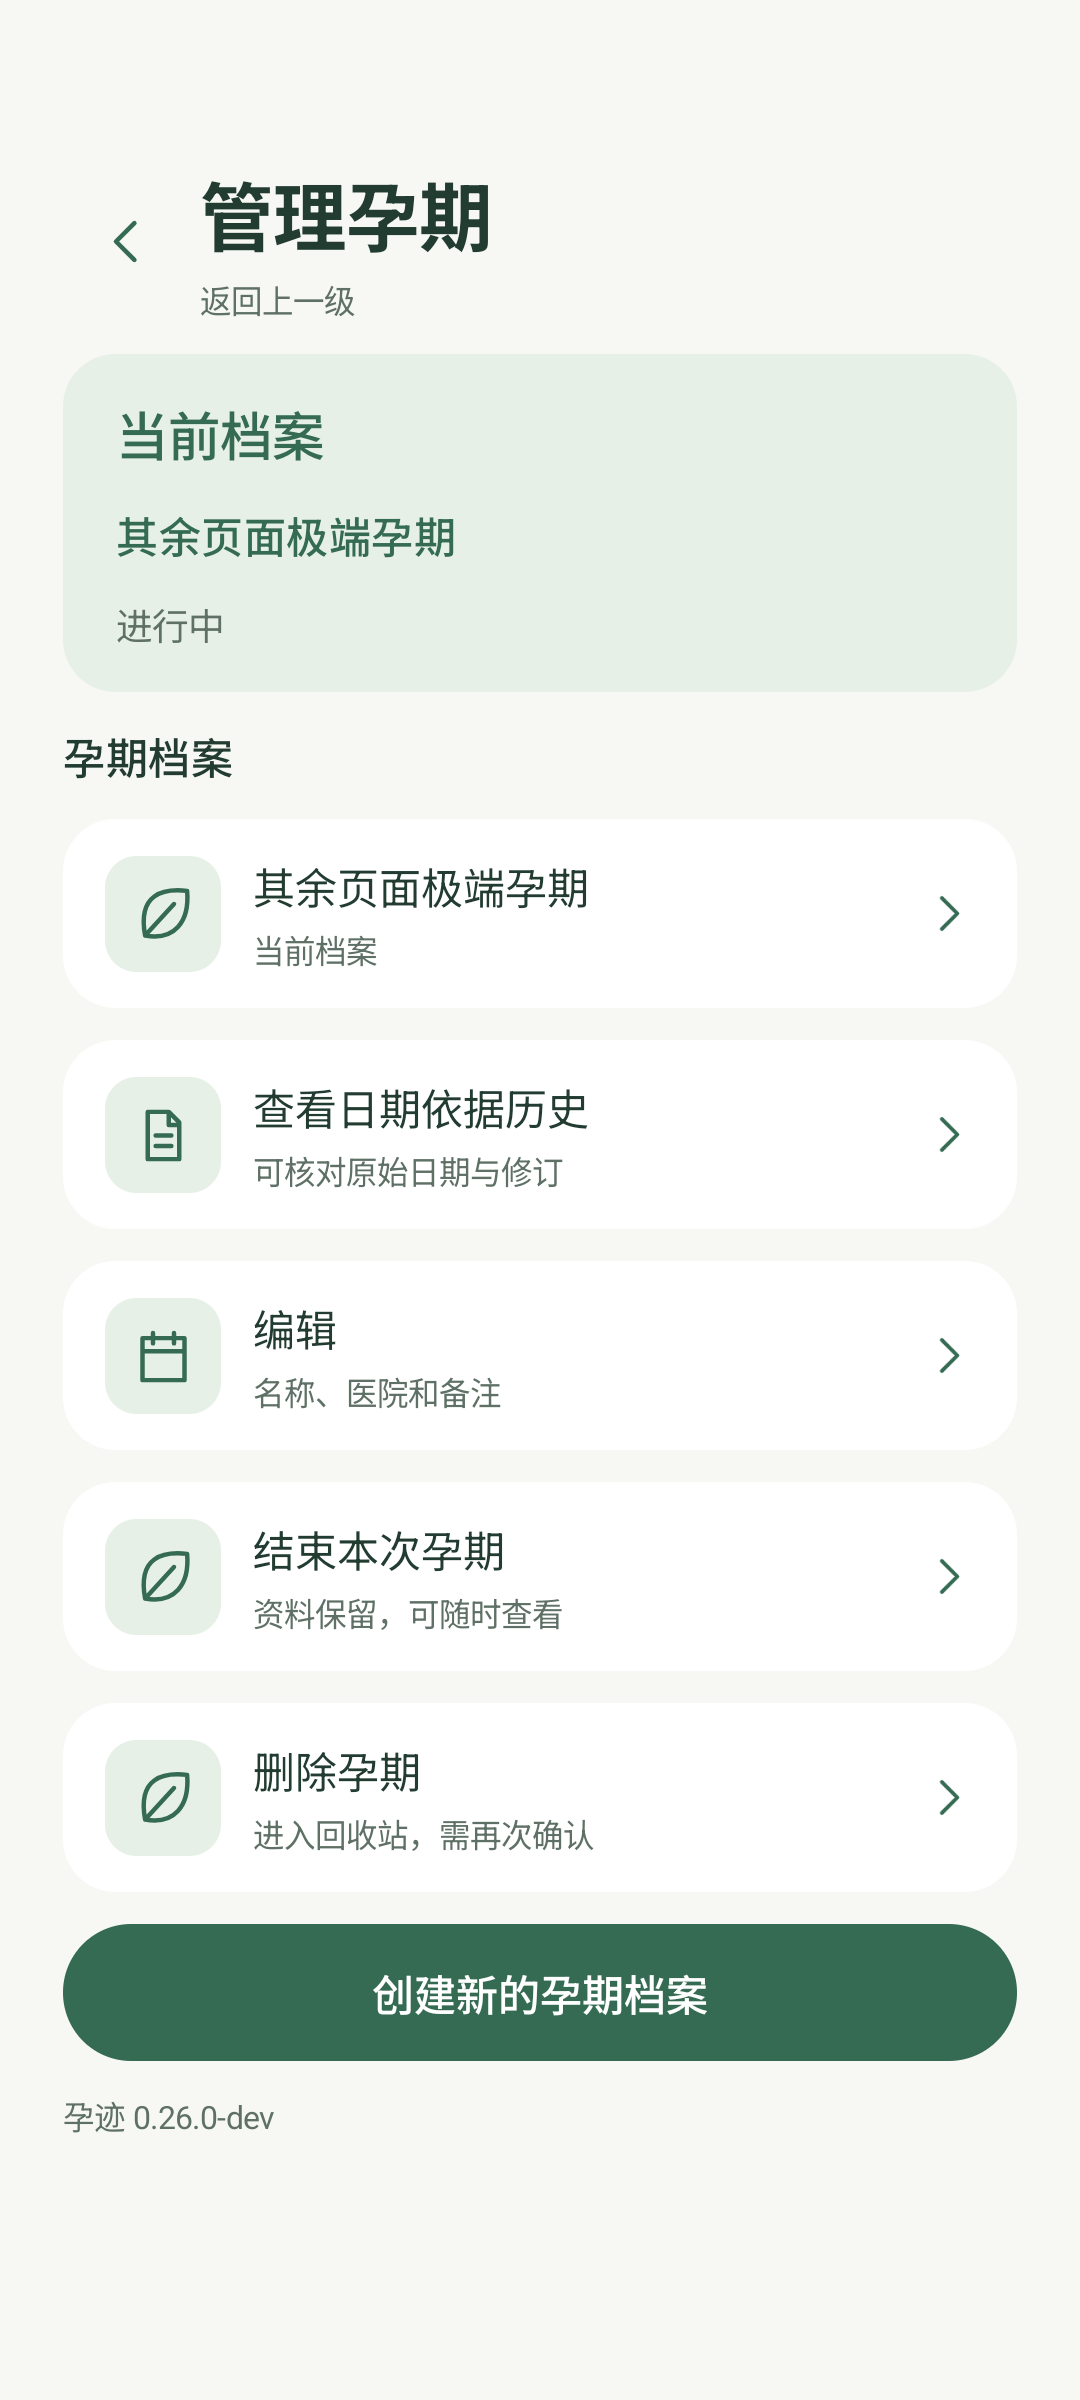 管理孕期
返回上一级
当前档案
其余页面极端孕期
进行中
孕期档案
其余页面极端孕期
当前档案
查看日期依据历史
可核对原始日期与修订
编辑
名称、医院和备注
结束本次孕期
资料保留，可随时查看
删除孕期
进入回收站，需再次确认
创建新的孕期档案
孕迹 0.26.0-dev